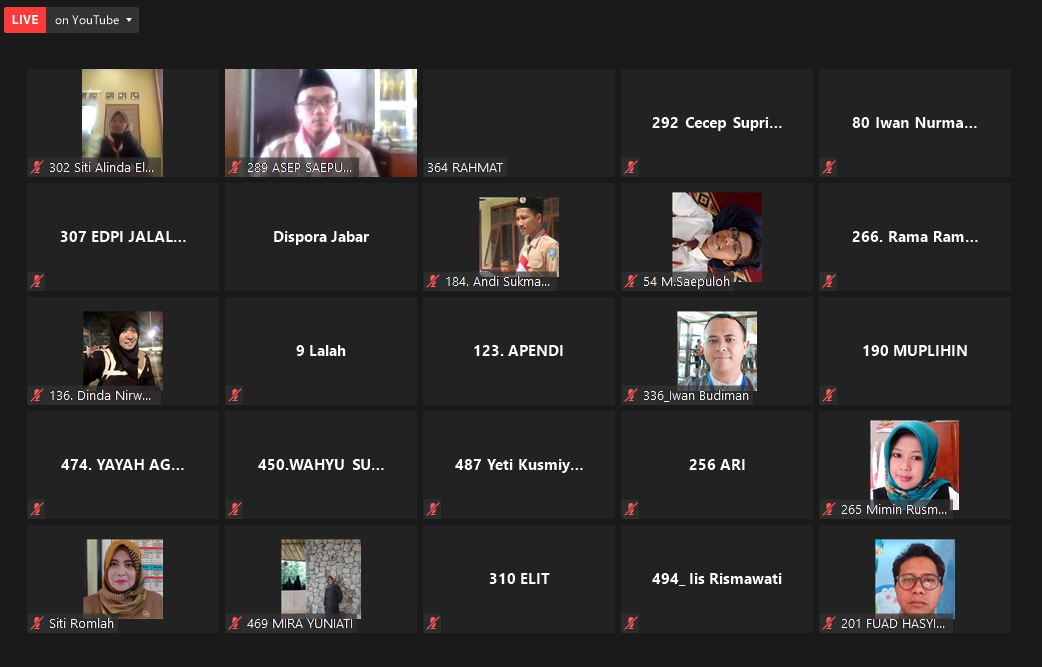 LIVE on YouTube
302 Siti Alinda El...
289 ASEP SAEPU...
364 RAHMAT
292 Cecep Supri...
80 Iwan Nurma...
307 EDPI JALAL...
Dispora Jabar
184. Andi Sukma...
54 M.Saepuloh
266. Rama Ram...
136. Dinda Nirw...
9 Lalah
123. APENDI
336_Iwan Budiman
190 MUPLIHIN
474. YAYAH AG...
450.WAHYU SU...
487 Yeti Kusmiy...
256 ARI
265 Mimin Rusm...
Siti Romlah
469 MIRA YUNIATI
310 ELIT
494_ Iis Rismawati
201 FUAD HASYI...